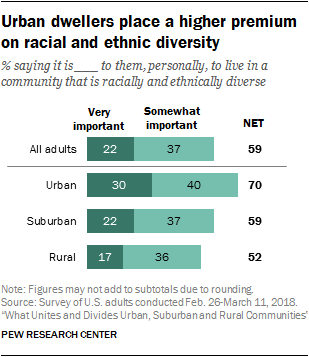 Urban dwellers place a higher premium
on racial and ethnic diversity
% saying it is ___ to them, personally, to live in a
community that is racially and ethnically diverse
Very important Somewhat important NET
All adults 22 37 59
Urban 30 40 70
Suburban 22 37 59
Rural 17 36 52
Note: Figures may not add to subtotals due to rounding.
Source: Survey of U.S. adults conducted Feb. 26-March 11, 2018.
“What Unites and Divides Urban, Suburban and Rural Communities”
PEW RESEARCH CENTER